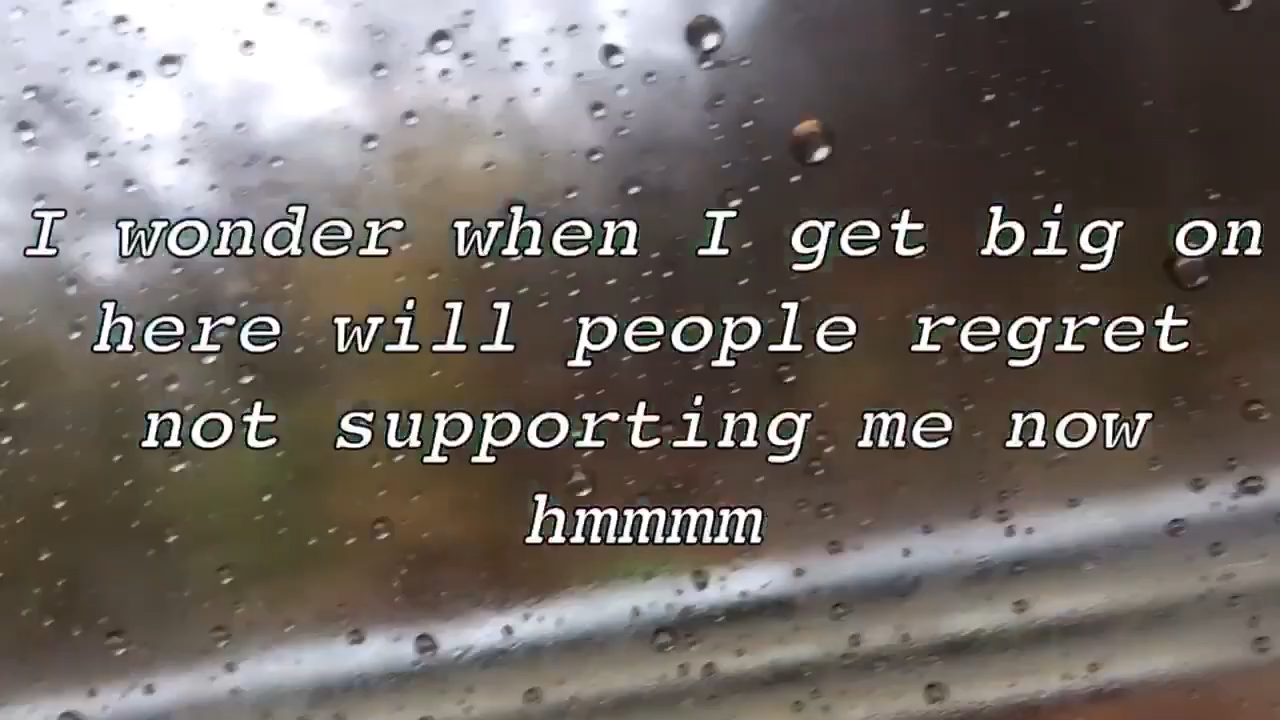 I wonder when I get big on
here will people regret
not supporting me now
hmmmm